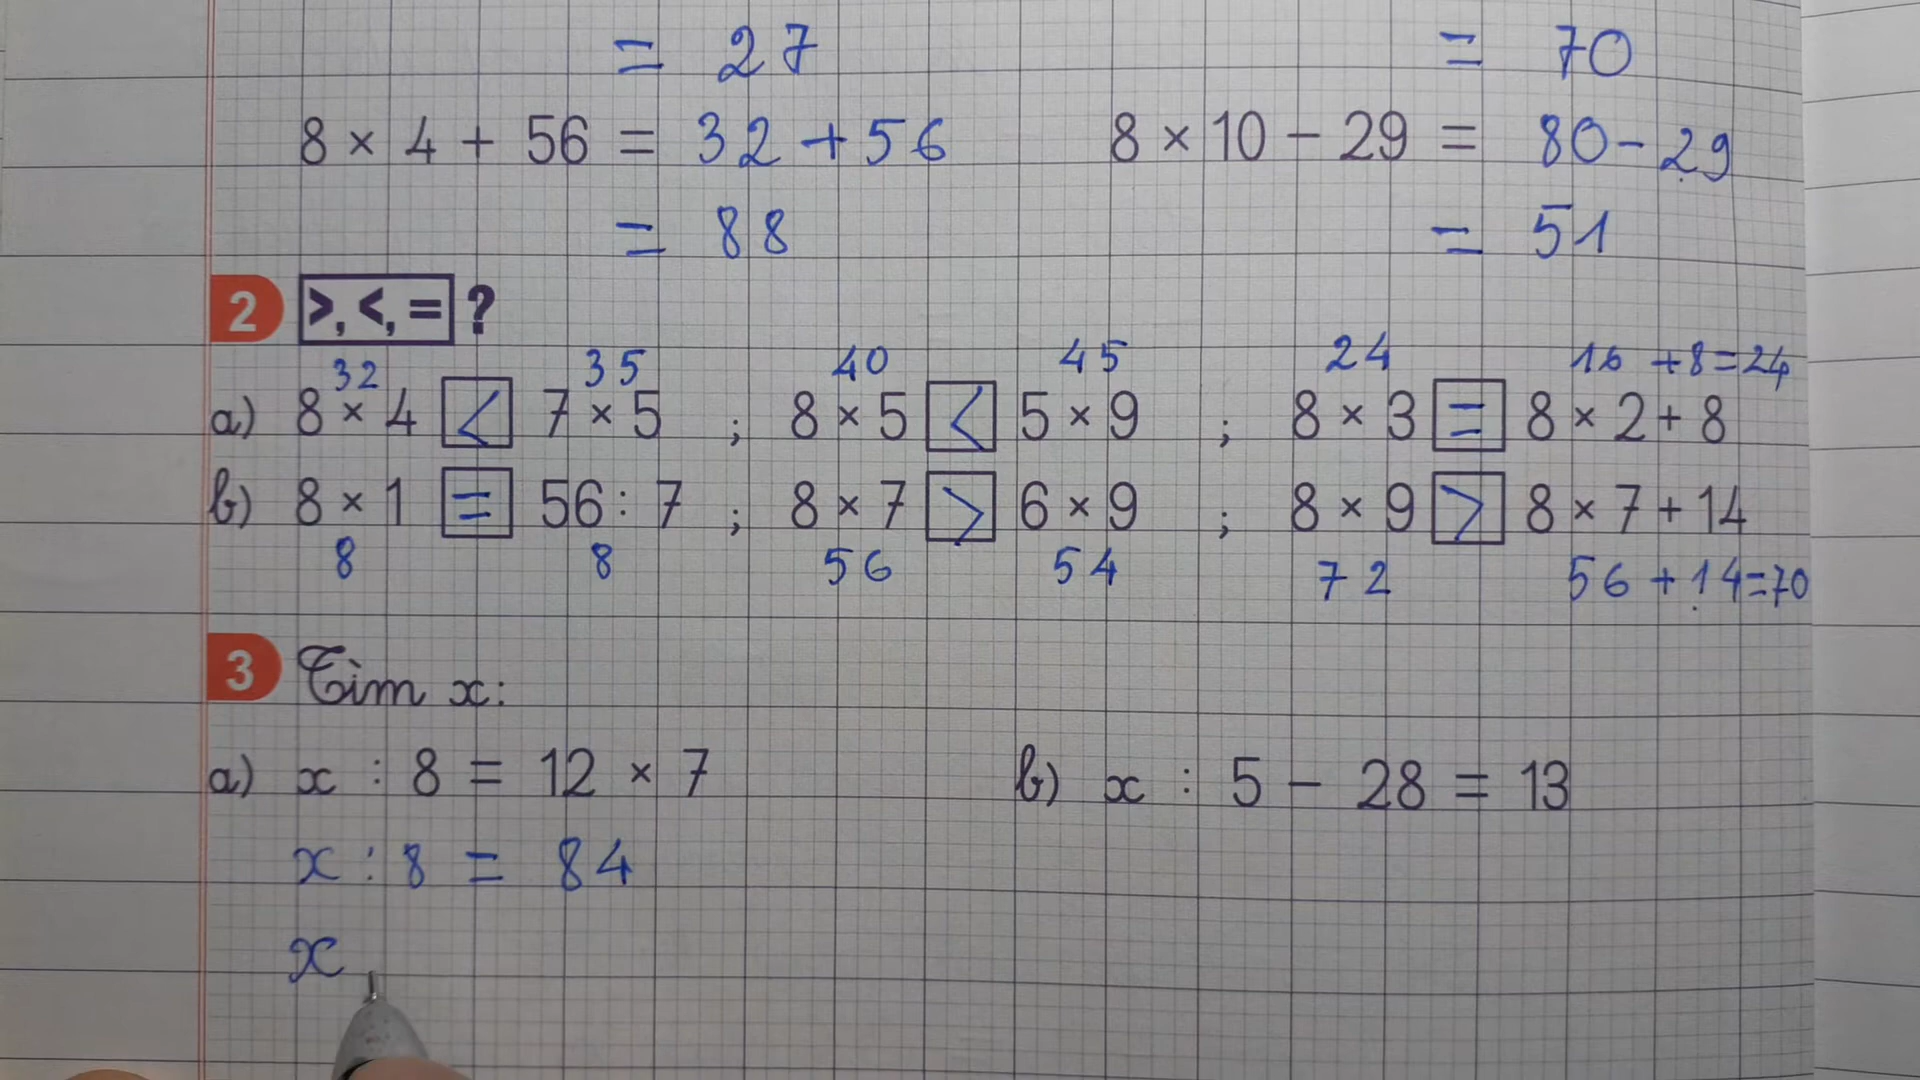 = 27 = 70
8 × 4 + 56 = 32 + 56 8 × 10 - 29 = 80 - 29
= 88 = 51
2 >, <, = ?
32 35 40 45 24 16 + 8 = 24
a) 8 × 4 < 7 × 5 ; 8 × 5 < 5 × 9 ; 8 × 3 = 8 × 2 + 8
b) 8 × 1 = 56 : 7 ; 8 × 7 > 6 × 9 ; 8 × 9 > 8 × 7 + 14
8 8 56 54 72 56 + 14 = 70
3 Tìm x:
a) x : 8 = 12 × 7 b) x : 5 - 28 = 13
x : 8 = 84
x